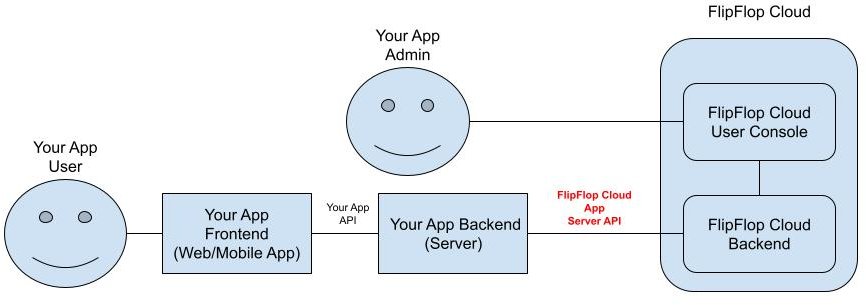 FlipFlop Cloud
Your App
Admin
FlipFlop Cloud
User Console
Your App
User
Your App
Frontend
(Web/Mobile App)
Your App
API
Your App Backend
(Server)
FlipFlop Cloud
App
Server API
FlipFlop Cloud
Backend